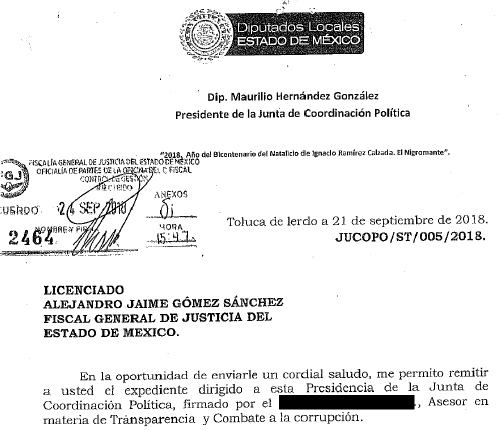 Diputados Locales
ESTADO DE MÉXICO
Dip. Maurilio Hernández González
Presidente de la Junta de Coordinación Política
"2018. Año del Bicentenario del Natalicio de Ignacio Ramírez Calzada. El Nigromante".
FISCALÍA GENERAL DE JUSTICIA DEL ESTADO DE MÉXICO
OFICIALÍA DE PARTES DE LA OFICINA DEL C FISCAL
CONTROL DE GESTIÓN
RECIBIDO
ANEXOS
GJ
ACUERDO
24 SEP 2018
Si
NOMBRE Y FIRMA
HORA
2464
15:47
Toluca de lerdo a 21 de septiembre de 2018.
JUCOPO/ST/005/2018.
LICENCIADO
ALEJANDRO JAIME GÓMEZ SÁNCHEZ
FISCAL GENERAL DE JUSTICIA DEL
ESTADO DE MEXICO.
En la oportunidad de enviarle un cordial saludo, me permito remitir
a usted el expediente dirigido a esta Presidencia de la Junta de
Coordinación Política, firmado por el ., Asesor en
materia de Transparencia y Combate a la corrupción.